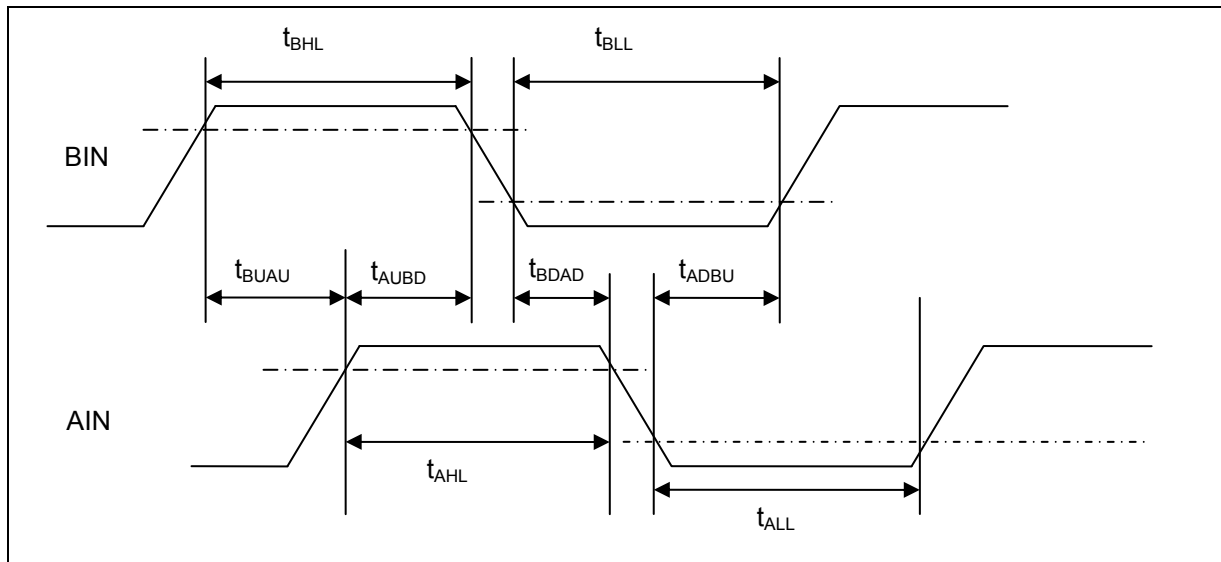 tBHL tBLL
BIN
tBUAU tAUBD tBDAD tADBU
AIN
tAHL
tALL